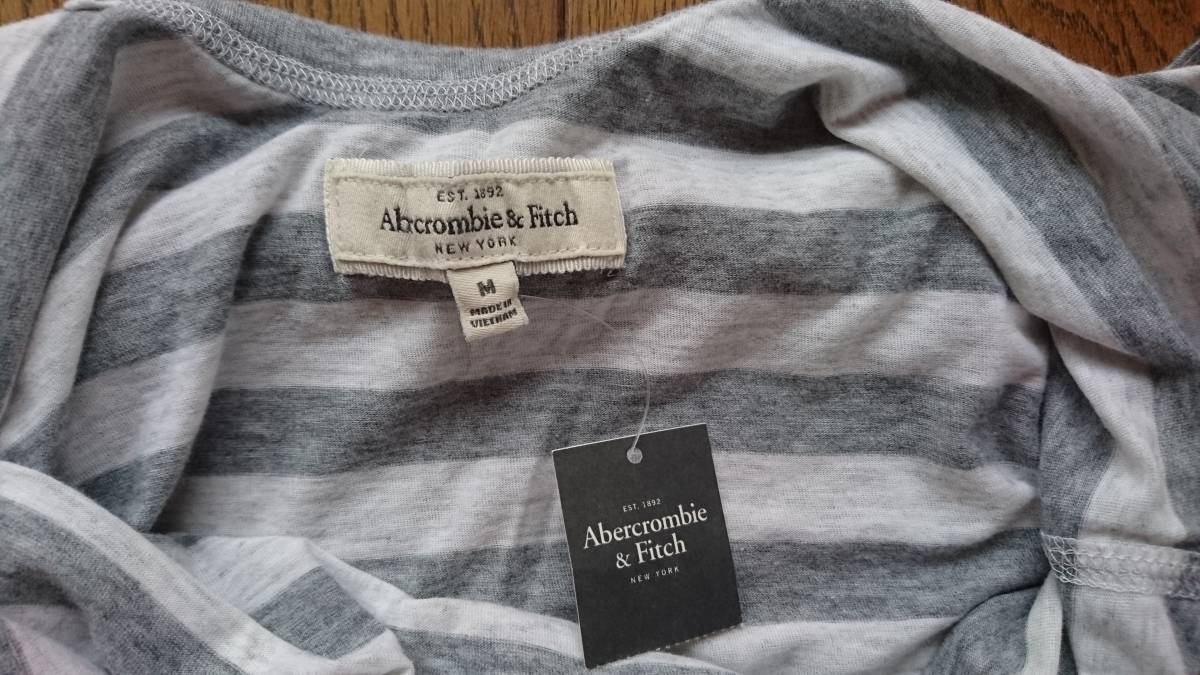 EST. 1892
Abercrombie & Fitch
NEW YORK
M
MADE IN
VIETNAM
EST. 1892
Abercrombie
& Fitch
NEW YORK